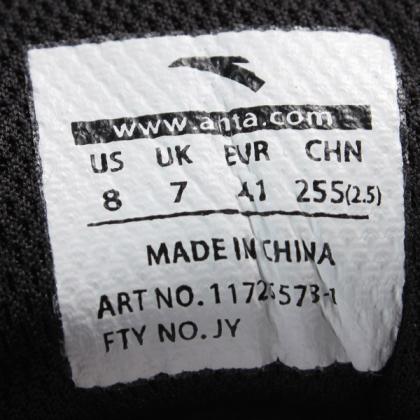 www.anta.com
US UK EUR CHN
8 7 41 255(2.5)
MADE IN CHINA
ART NO.
FTY NO. JY